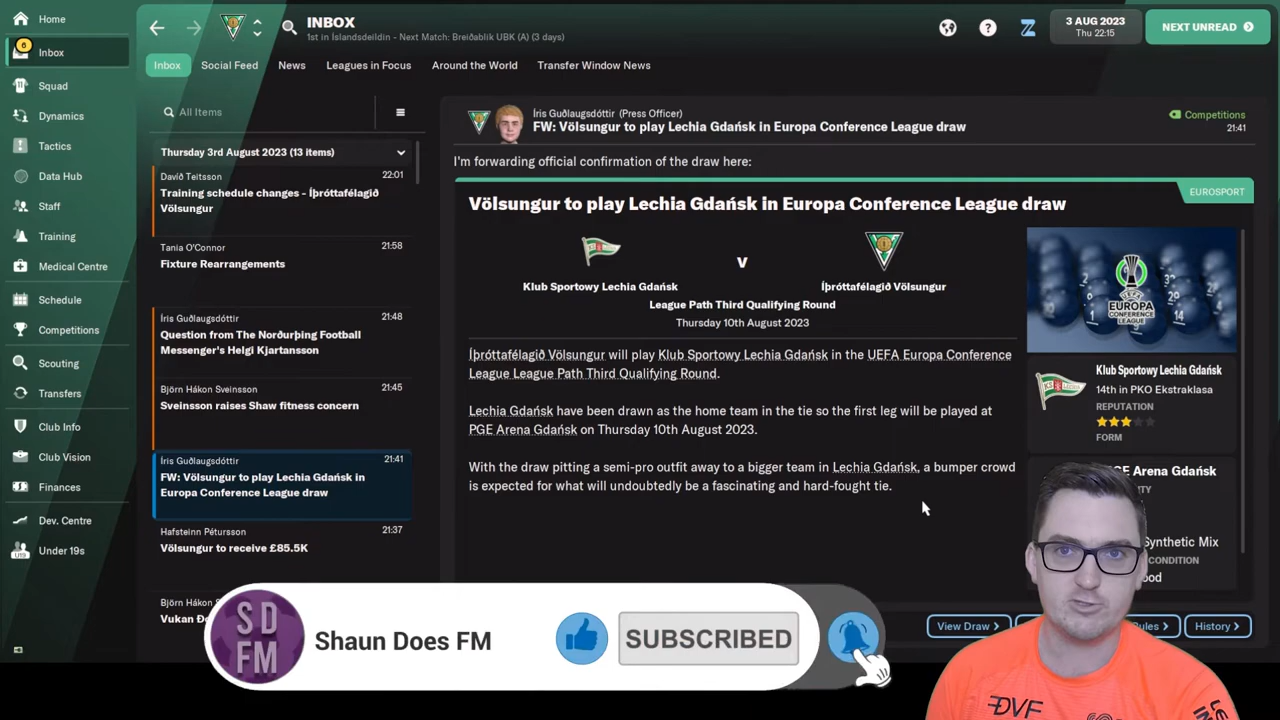 Home
6
Inbox
Squad
Dynamics
Tactics
Data Hub
Staff
Training
Medical Centre
Schedule
Competitions
Scouting
Transfers
Club Info
Club Vision
Finances
Dev. Centre
U19
Under 19s
INBOX
1st in Íslandsdeildin - Next Match: Breiðablik UBK (A) (3 days)
3 AUG 2023
Thu 22:15
NEXT UNREAD
Inbox
Social Feed
News
Leagues in Focus
Around the World
Transfer Window News
All Items
Thursday 3rd August 2023 (13 items)
Davíð Teitsson
22:01
Training schedule changes - Íþróttafélagið
Völsungur
Tania O'Connor
21:58
Fixture Rearrangements
Íris Guðlaugsdóttir
21:48
Question from The Norðurþing Football
Messenger's Helgi Kjartansson
Björn Hákon Sveinsson
21:45
Sveinsson raises Shaw fitness concern
Íris Guðlaugsdóttir
21:41
FW: Völsungur to play Lechia Gdańsk in
Europa Conference League draw
Hafsteinn Pétursson
21:37
Völsungur to receive £85.5K
Björn Hákon S
Vukan Đo
Íris Guðlaugsdóttir (Press Officer)
FW: Völsungur to play Lechia Gdańsk in Europa Conference League draw
Competitions
21:41
I'm forwarding official confirmation of the draw here:
EUROSPORT
Völsungur to play Lechia Gdańsk in Europa Conference League draw
v
Klub Sportowy Lechia Gdańsk
Íþróttafélagið Völsungur
League Path Third Qualifying Round
Thursday 10th August 2023
Íþróttafélagið Völsungur will play Klub Sportowy Lechia Gdańsk in the UEFA Europa Conference
League League Path Third Qualifying Round.
Lechia Gdańsk have been drawn as the home team in the tie so the first leg will be played at
PGE Arena Gdańsk on Thursday 10th August 2023.
With the draw pitting a semi-pro outfit away to a bigger team in Lechia Gdańsk, a bumper crowd
is expected for what will undoubtedly be a fascinating and hard-fought tie.
EUROPA
CONFERENCE
LEAGUE
Klub Sportowy Lechia Gdańsk
14th in PKO Ekstraklasa
REPUTATION
FORM
GE Arena Gdańsk
Synthetic Mix
CONDITION
View Draw
Rules
History
SD
FM
Shaun Does FM
SUBSCRIBED
DVF